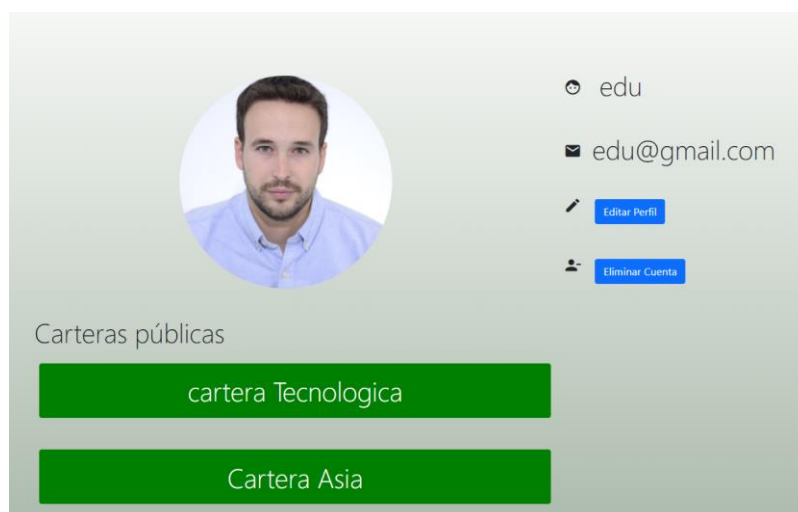 edu
edu@gmail.com
Editar Perfil
Eliminar Cuenta
Carteras públicas
cartera Tecnologica
Cartera Asia